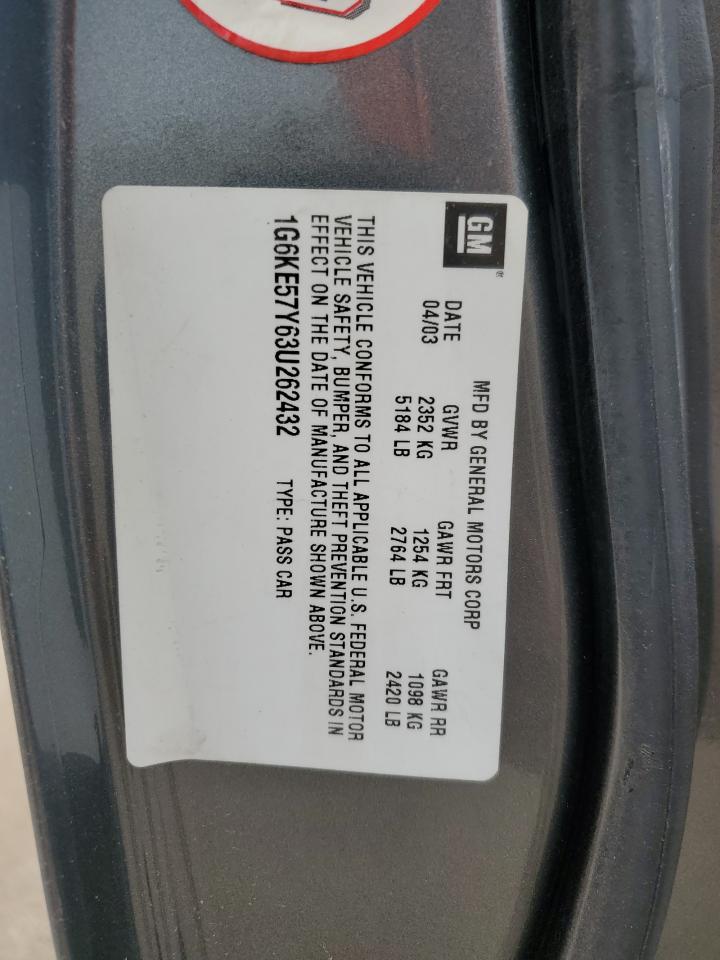 GM®
MFD BY GENERAL MOTORS CORP
DATE GVWR GAWR FRT GAWR RR
04/03 2352 KG 1254 KG 1098 KG
5184 LB 2764 LB 2420 LB
THIS VEHICLE CONFORMS TO ALL APPLICABLE U.S. FEDERAL MOTOR
VEHICLE SAFETY, BUMPER, AND THEFT PREVENTION STANDARDS IN
EFFECT ON THE DATE OF MANUFACTURE SHOWN ABOVE.
1G6KE57Y63U262432 TYPE: PASS CAR